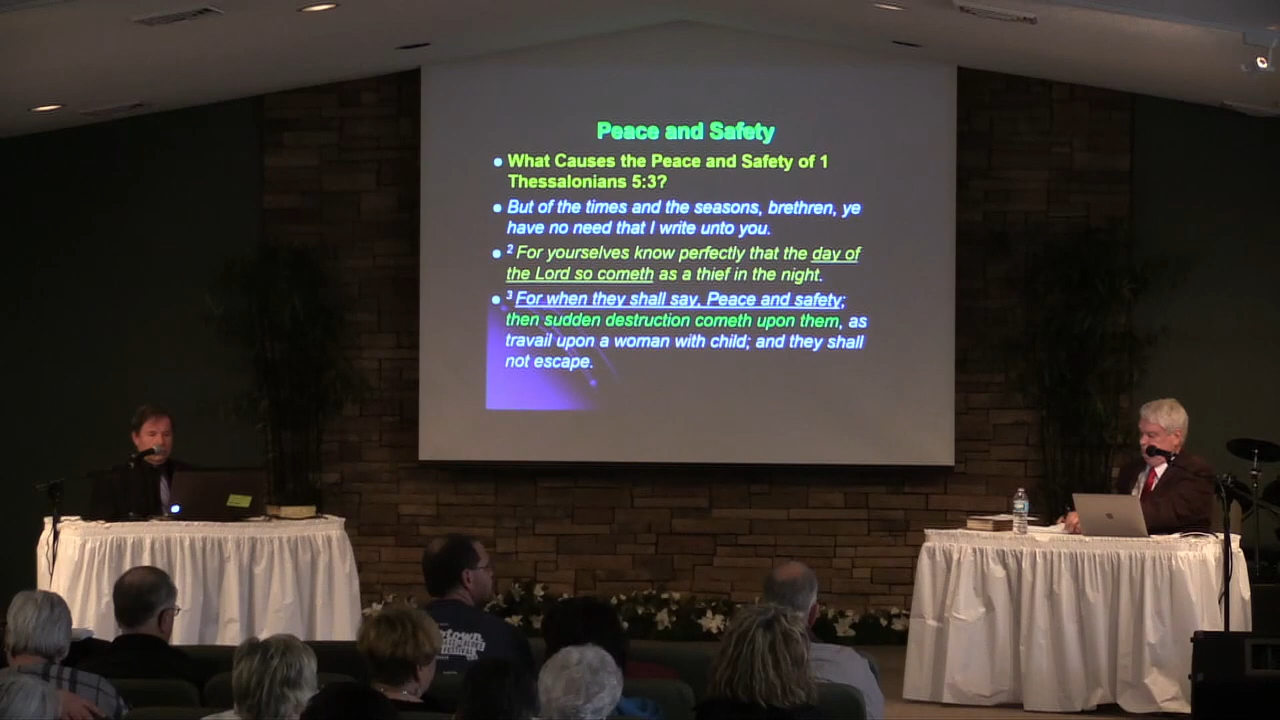 Peace and Safety
• What Causes the Peace and Safety of 1
Thessalonians 5:3?
• But of the times and the seasons, brethren, ye
have no need that I write unto you.
• ² For yourselves know perfectly that the day of
the Lord so cometh as a thief in the night.
• ³ For when they shall say, Peace and safety;
then sudden destruction cometh upon them, as
travail upon a woman with child; and they shall
not escape.